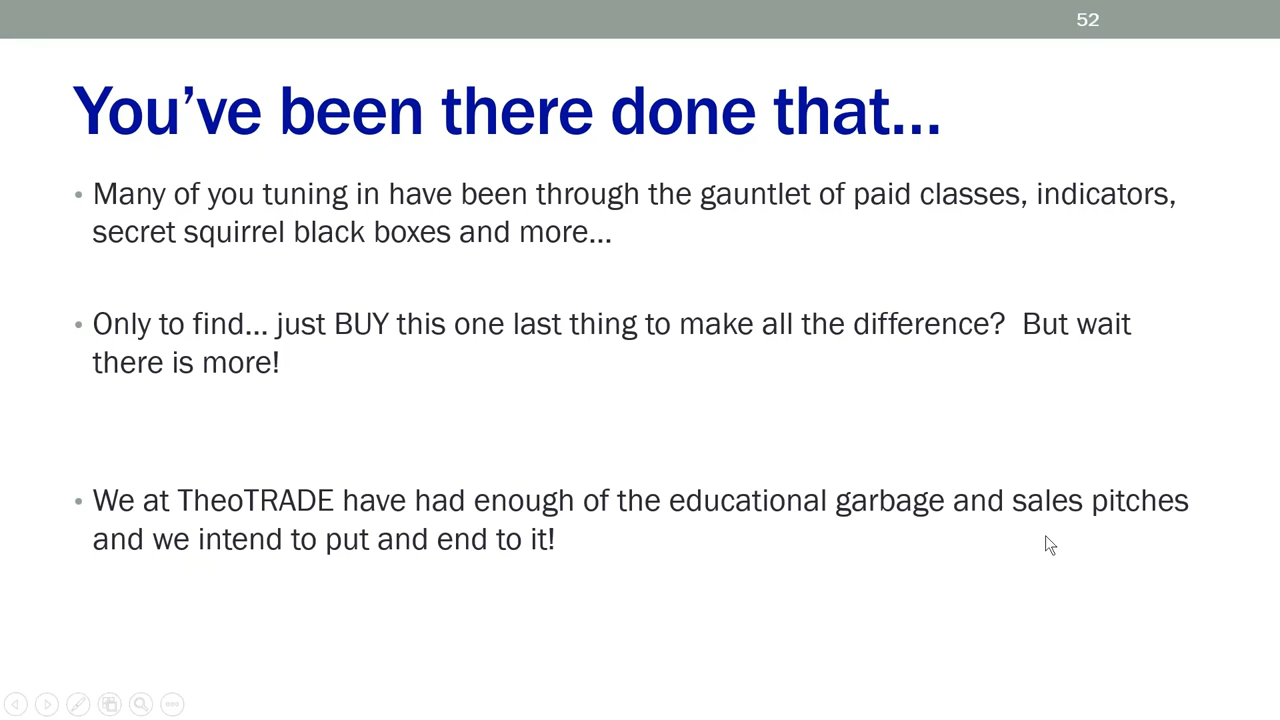 52
You’ve been there done that...
• Many of you tuning in have been through the gauntlet of paid classes, indicators,
secret squirrel black boxes and more...
• Only to find... just BUY this one last thing to make all the difference?  But wait
there is more!
• We at TheoTRADE have had enough of the educational garbage and sales pitches
and we intend to put and end to it!